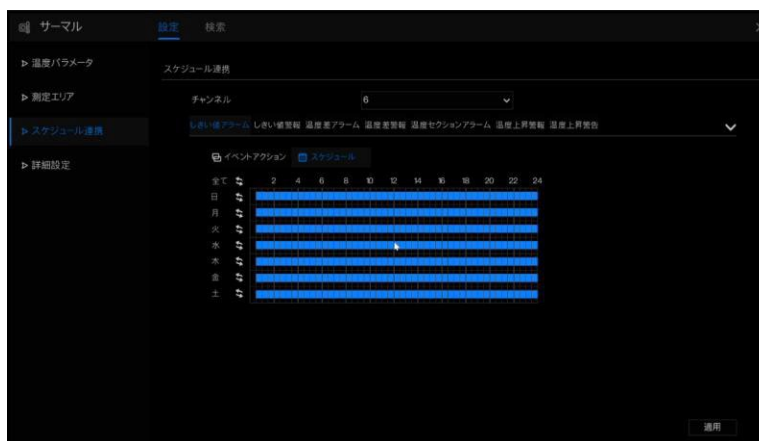 サーマル
設定 検索
温度パラメータ
測定エリア
スケジュール連携
詳細設定
スケジュール連携
チャンネル 6
しきい値アラーム しきい値警報 温度差アラーム 温度差警報 温度セクションアラーム 温度上昇警報 温度上昇警告
イベントアクション スケジュール
全て 2 4 6 8 10 12 14 16 18 20 22 24
日
月
火
水
木
金
土
適用